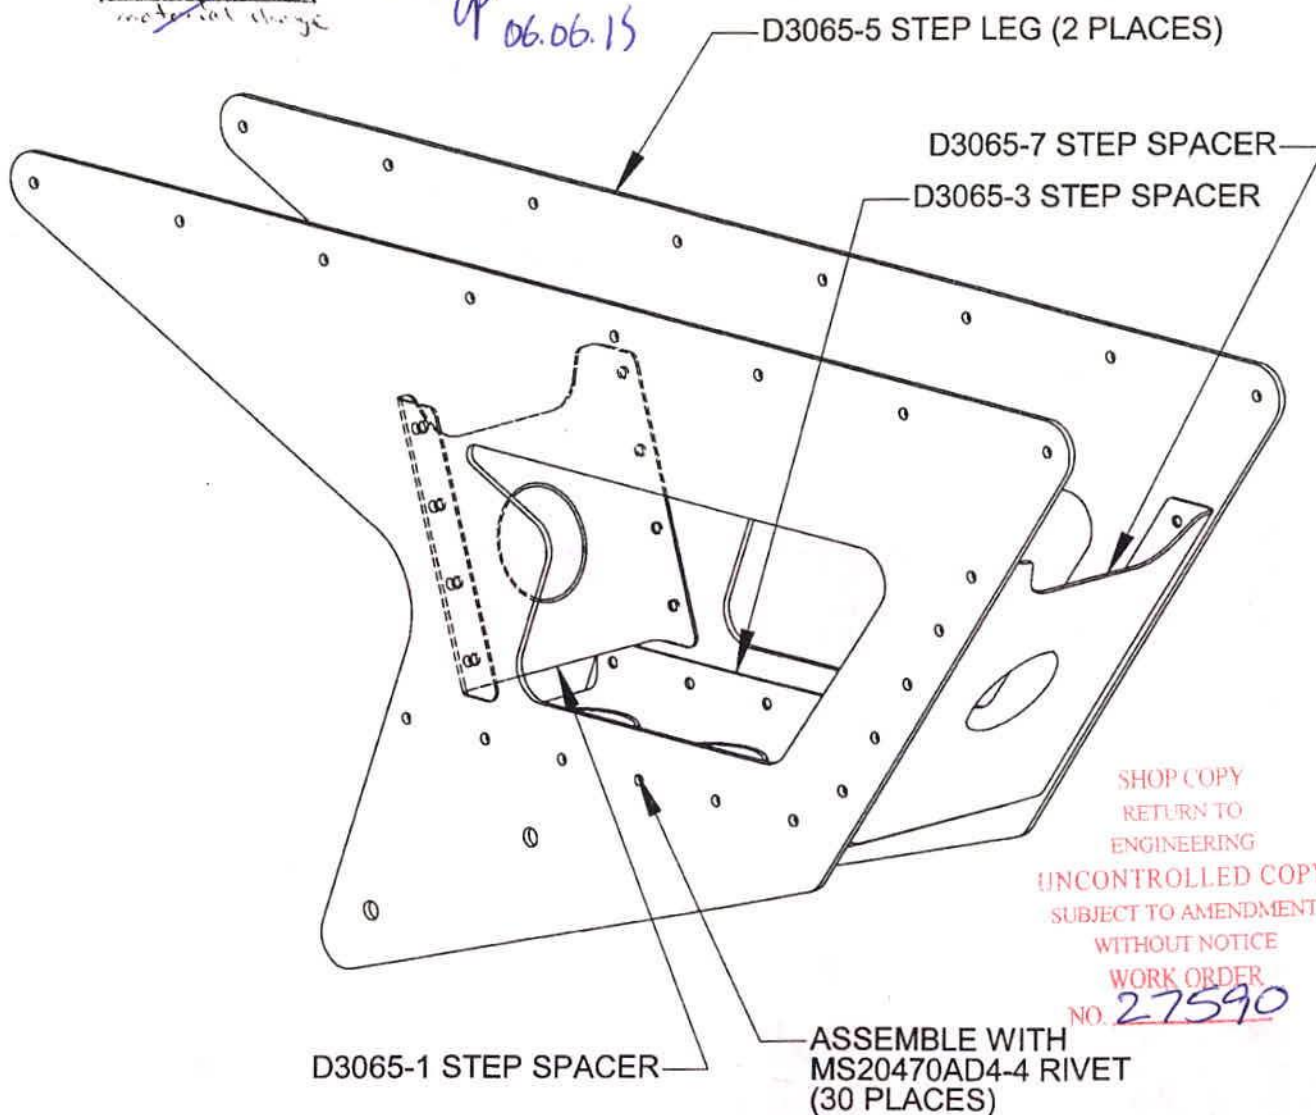 material change
06.06.15
D3065-5 STEP LEG (2 PLACES)
D3065-7 STEP SPACER
D3065-3 STEP SPACER
SHOP COPY
RETURN TO
ENGINEERING
UNCONTROLLED COPY
SUBJECT TO AMENDMENT
WITHOUT NOTICE
WORK ORDER
NO. 27590
D3065-1 STEP SPACER
ASSEMBLE WITH
MS20470AD4-4 RIVET
(30 PLACES)